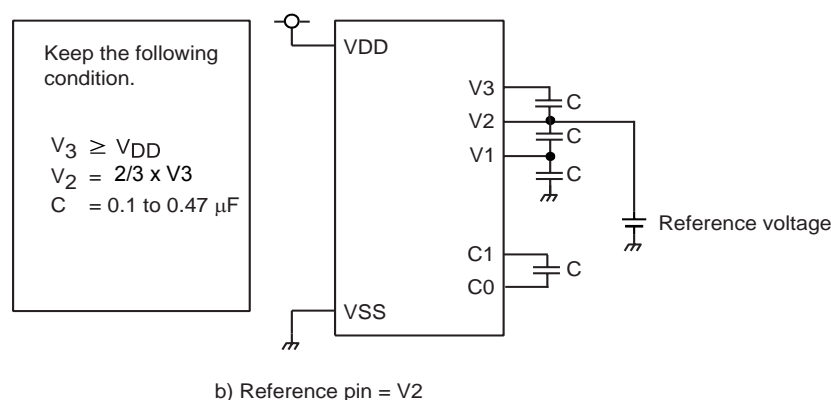 Keep the following
condition.
V3 ≥ VDD
V2 = 2/3 x V3
C = 0.1 to 0.47 μF
VDD
V3
C
V2
C
V1
C
Reference voltage
C1
C
C0
VSS
b) Reference pin = V2